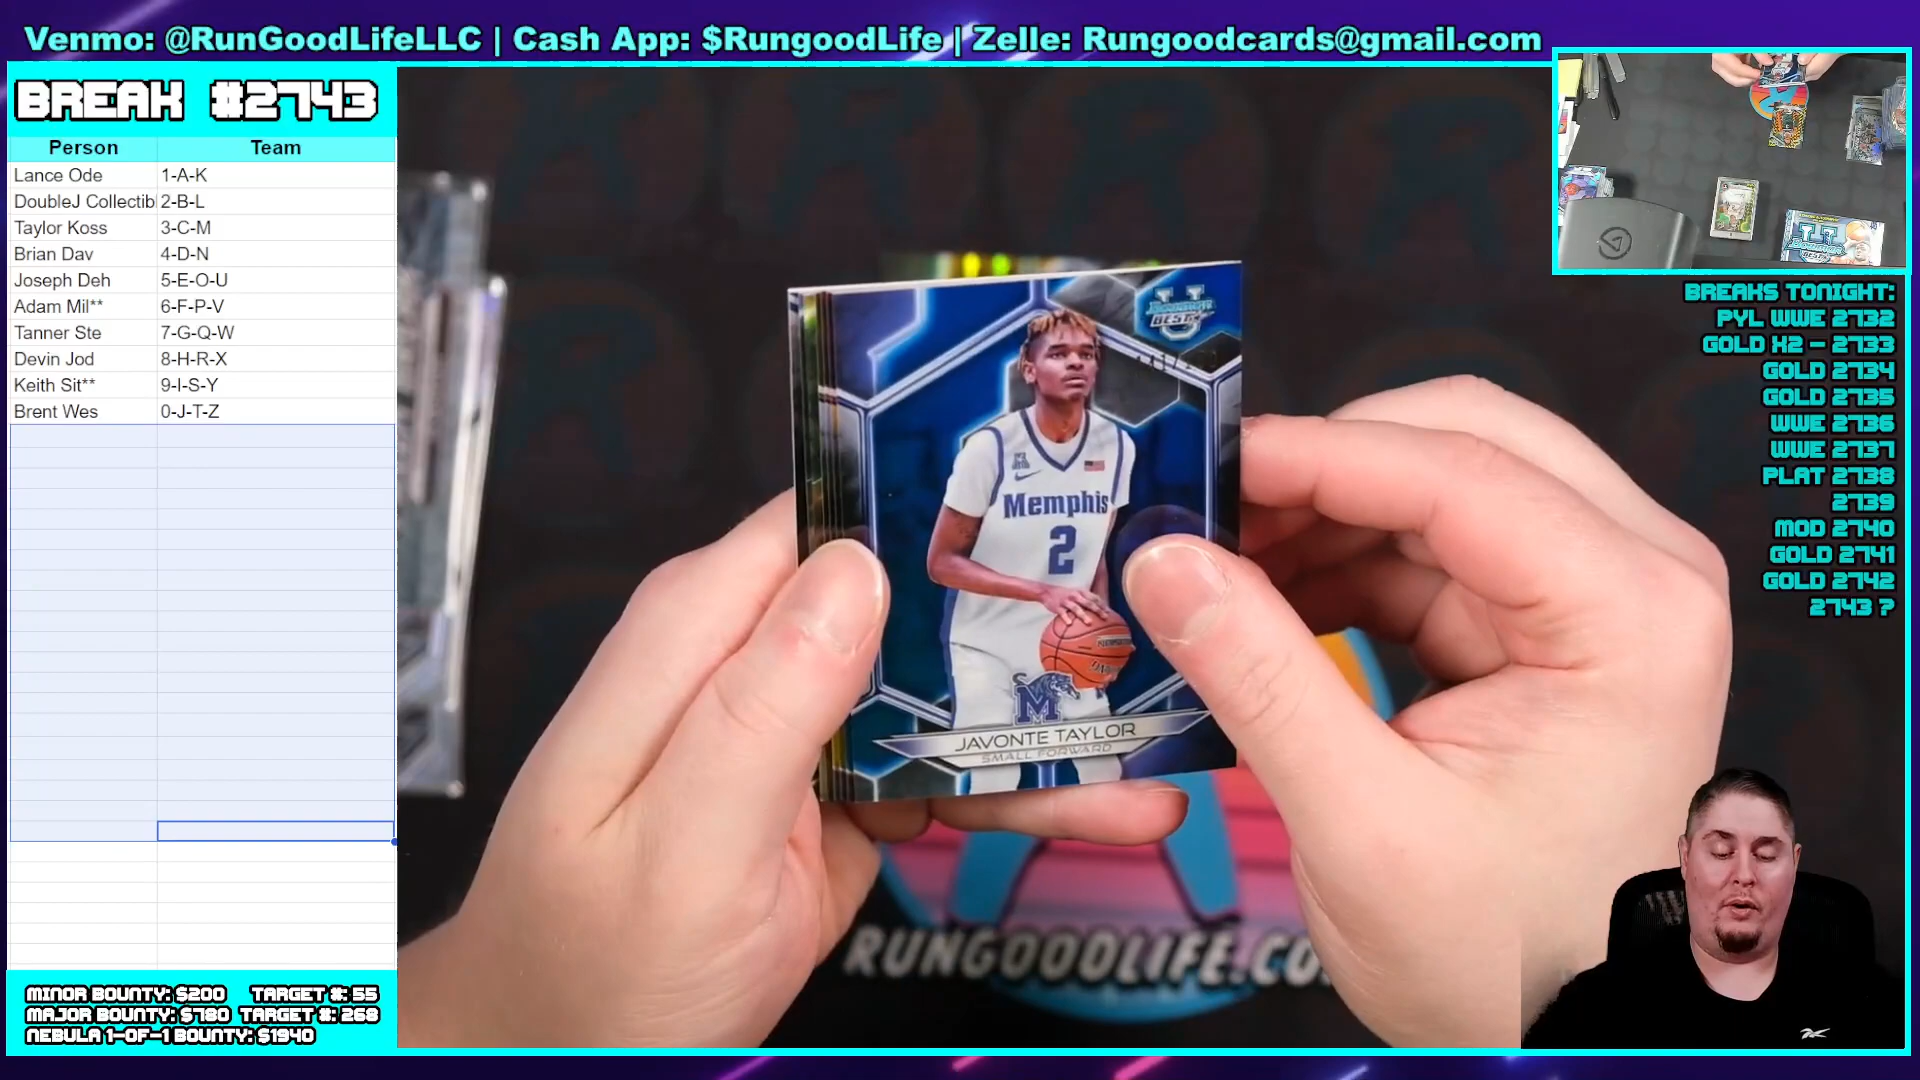 Venmo: @RunGoodLifeLLC | Cash App: $RungoodLife | Zelle: Rungoodcards@gmail.com
BREAK #2743
Person Team
Lance Ode 1-A-K
DoubleJ Collectib 2-B-L
Taylor Koss 3-C-M
Brian Dav 4-D-N
Joseph Deh 5-E-O-U
Adam Mil** 6-F-P-V
Tanner Ste 7-G-Q-W
Devin Jod 8-H-R-X
Keith Sit** 9-I-S-Y
Brent Wes 0-J-T-Z
MINOR BOUNTY: $200 TARGET #: 55
MAJOR BOUNTY: $780 TARGET #: 268
NEBULA 1-OF-1 BOUNTY: $1940
BOWMAN
BEST
Memphis
2
M
JAVONTE TAYLOR
SMALL FORWARD
RUNGOODLIFE.CO
BREAKS TONIGHT:
PYL WWE 2732
GOLD X2 - 2733
GOLD 2734
GOLD 2735
WWE 2736
WWE 2737
PLAT 2738
2739
MOD 2740
GOLD 2741
GOLD 2742
2743 ?